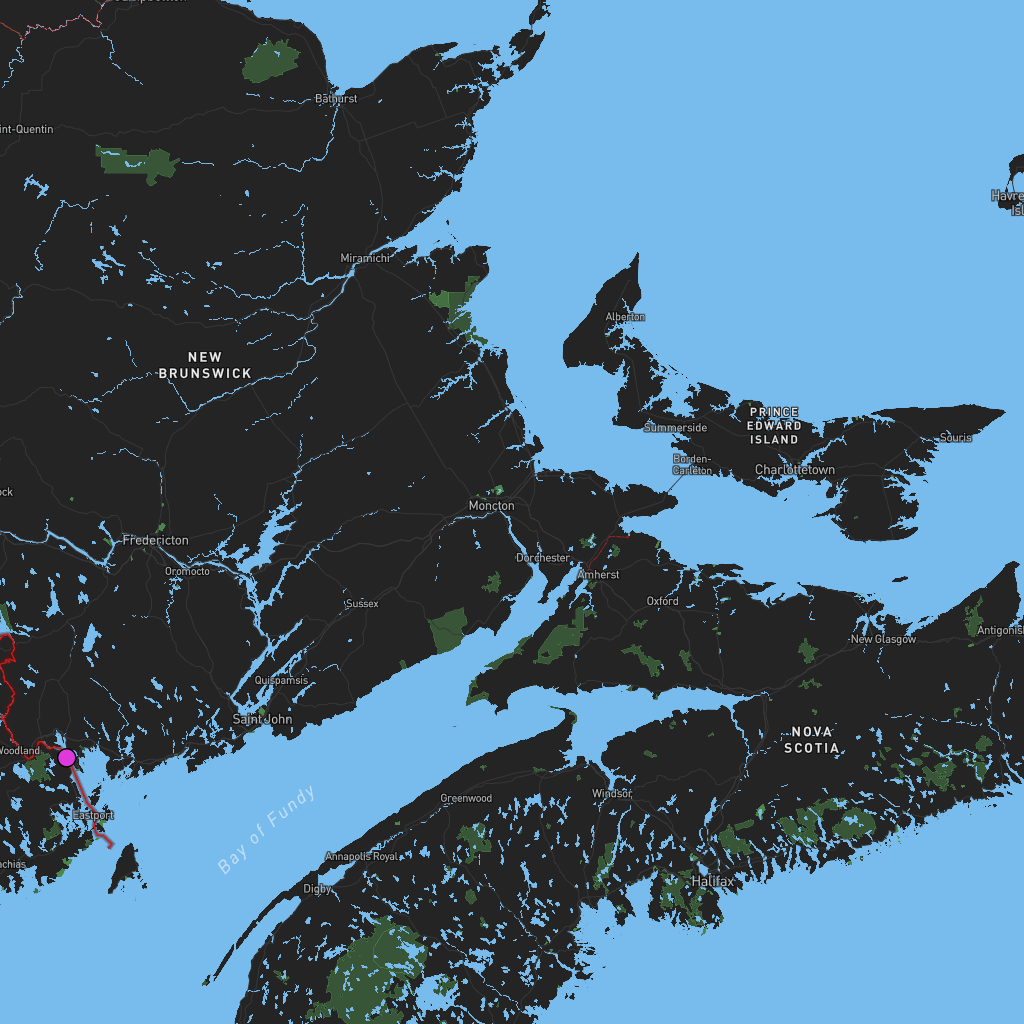 Bathurst
int-Quentin
Havre
Isl
Miramichi
Alberton
NEW
BRUNSWICK
PRINCE
EDWARD
ISLAND
Summerside
Souris
Borden-
Carleton
Charlottetown
ock
Moncton
Fredericton
Dorchester
Oromocto
Amherst
Sussex
Oxford
Antigonish
New Glasgow
Quispamsis
Saint John
NOVA
SCOTIA
Woodland
Windsor
Greenwood
Eastport
Bay of Fundy
Annapolis Royal
achias
Halifax
Digby